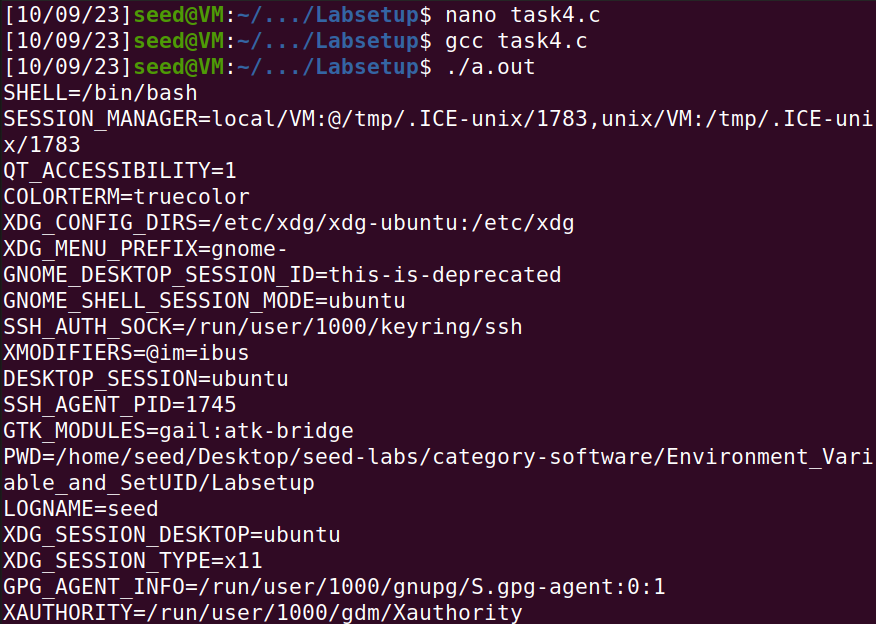 [10/09/23]seed@VM:~/.../Labsetup$ nano task4.c
[10/09/23]seed@VM:~/.../Labsetup$ gcc task4.c
[10/09/23]seed@VM:~/.../Labsetup$ ./a.out
SHELL=/bin/bash
SESSION_MANAGER=local/VM:@/tmp/.ICE-unix/1783,unix/VM:/tmp/.ICE-uni
x/1783
QT_ACCESSIBILITY=1
COLORTERM=truecolor
XDG_CONFIG_DIRS=/etc/xdg/xdg-ubuntu:/etc/xdg
XDG_MENU_PREFIX=gnome-
GNOME_DESKTOP_SESSION_ID=this-is-deprecated
GNOME_SHELL_SESSION_MODE=ubuntu
SSH_AUTH_SOCK=/run/user/1000/keyring/ssh
XMODIFIERS=@im=ibus
DESKTOP_SESSION=ubuntu
SSH_AGENT_PID=1745
GTK_MODULES=gail:atk-bridge
PWD=/home/seed/Desktop/seed-labs/category-software/Environment_Vari
able_and_SetUID/Labsetup
LOGNAME=seed
XDG_SESSION_DESKTOP=ubuntu
XDG_SESSION_TYPE=x11
GPG_AGENT_INFO=/run/user/1000/gnupg/S.gpg-agent:0:1
XAUTHORITY=/run/user/1000/gdm/Xauthority